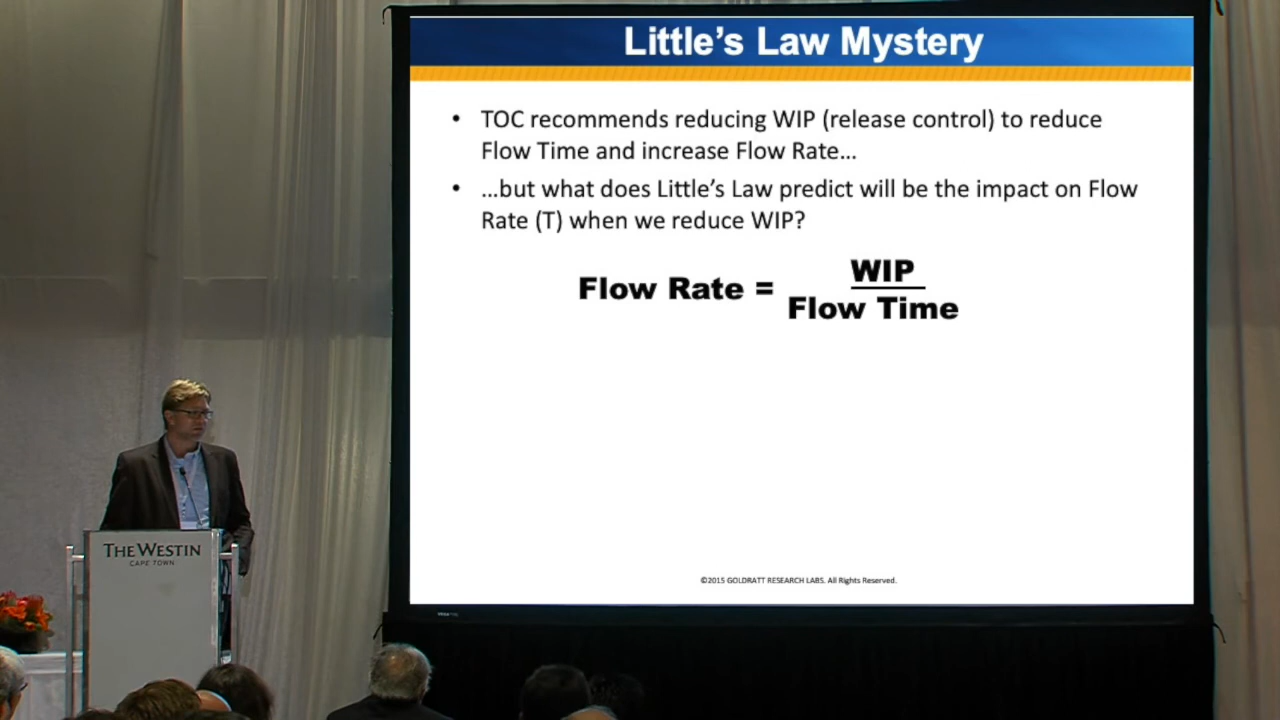 Little's Law Mystery
• TOC recommends reducing WIP (release control) to reduce
Flow Time and increase Flow Rate...
• ...but what does Little's Law predict will be the impact on Flow
Rate (T) when we reduce WIP?
Flow Rate = WIP
Flow Time
©2015 GOLDRATT RESEARCH LABS. All Rights Reserved.
THE WESTIN
CAPE TOWN